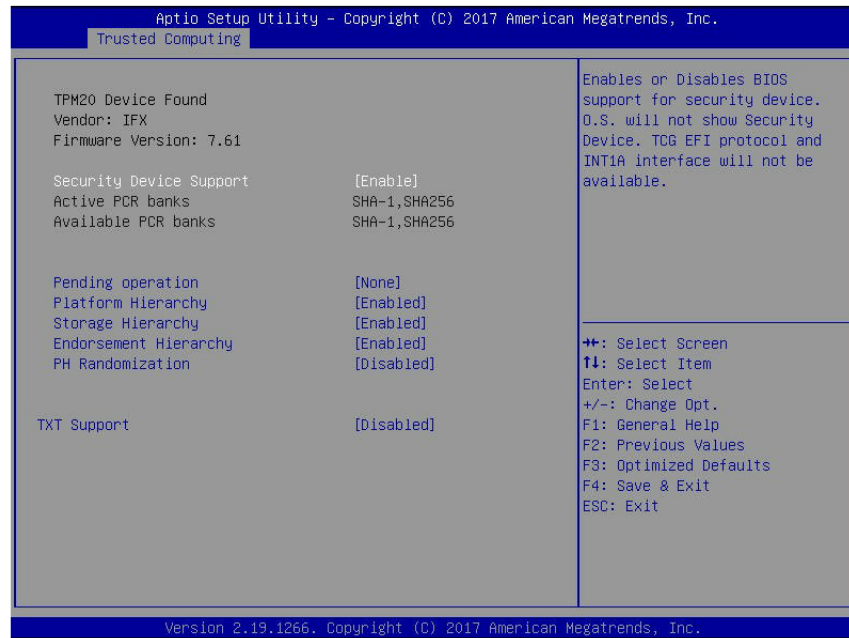 Aptio Setup Utility – Copyright (C) 2017 American Megatrends, Inc.
Trusted Computing
TPM20 Device Found
Vendor: IFX
Firmware Version: 7.61
Security Device Support [Enable]
Active PCR banks SHA-1,SHA256
Available PCR banks SHA-1,SHA256
Pending operation [None]
Platform Hierarchy [Enabled]
Storage Hierarchy [Enabled]
Endorsement Hierarchy [Enabled]
PH Randomization [Disabled]
TXT Support [Disabled]
Enables or Disables BIOS
support for security device.
O.S. will not show Security
Device. TCG EFI protocol and
INT1A interface will not be
available.
→←: Select Screen
↑↓: Select Item
Enter: Select
+/-: Change Opt.
F1: General Help
F2: Previous Values
F3: Optimized Defaults
F4: Save & Exit
ESC: Exit
Version 2.19.1266. Copyright (C) 2017 American Megatrends, Inc.